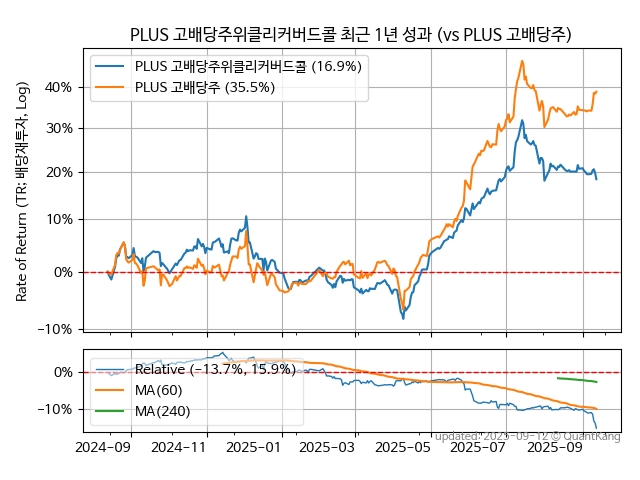 PLUS 고배당주위클리커버드콜 최근 1년 성과 (vs PLUS 고배당주)
Rate of Return (TR: 배당재투자, Log)
PLUS 고배당주위클리커버드콜 (16.9%)
PLUS 고배당주 (35.5%)
40%
30%
20%
10%
0%
−10%
Relative (−13.7%, 15.9%)
MA(60)
MA(240)
0%
−10%
2024-09 2024-11 2025-01 2025-03 2025-05 2025-07 2025-09
updated: 2025-09-12 © QuantKang